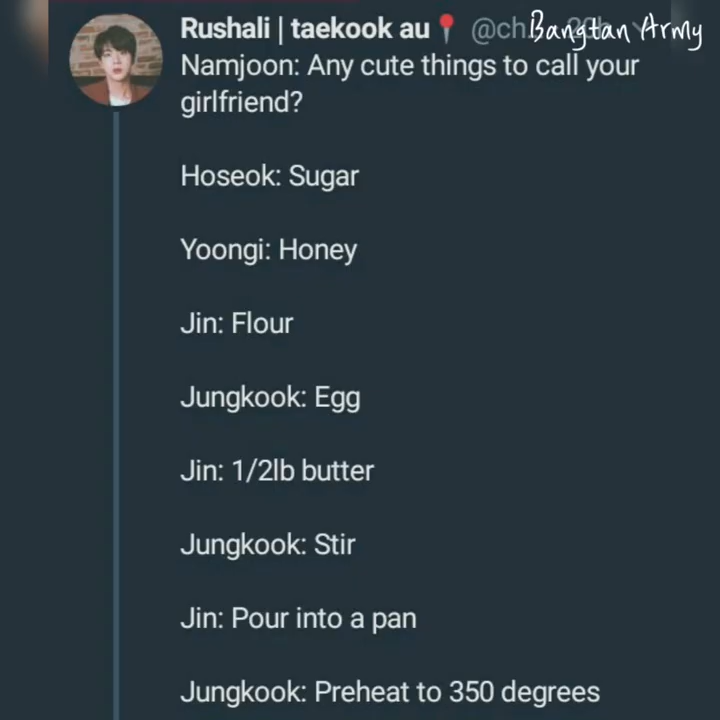 Rushali | taekook au📍 @ch
Bangtan Army
Namjoon: Any cute things to call your
girlfriend?
Hoseok: Sugar
Yoongi: Honey
Jin: Flour
Jungkook: Egg
Jin: 1/2lb butter
Jungkook: Stir
Jin: Pour into a pan
Jungkook: Preheat to 350 degrees